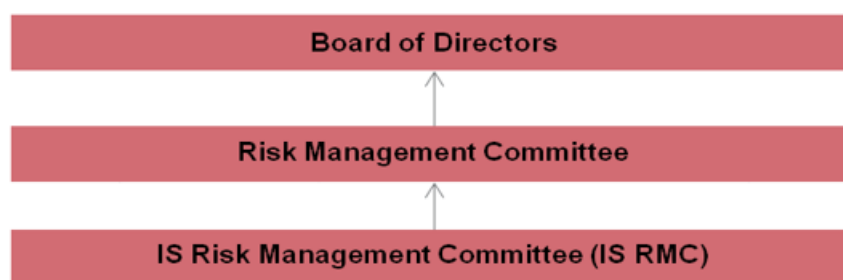 Board of Directors
Risk Management Committee
IS Risk Management Committee (IS RMC)